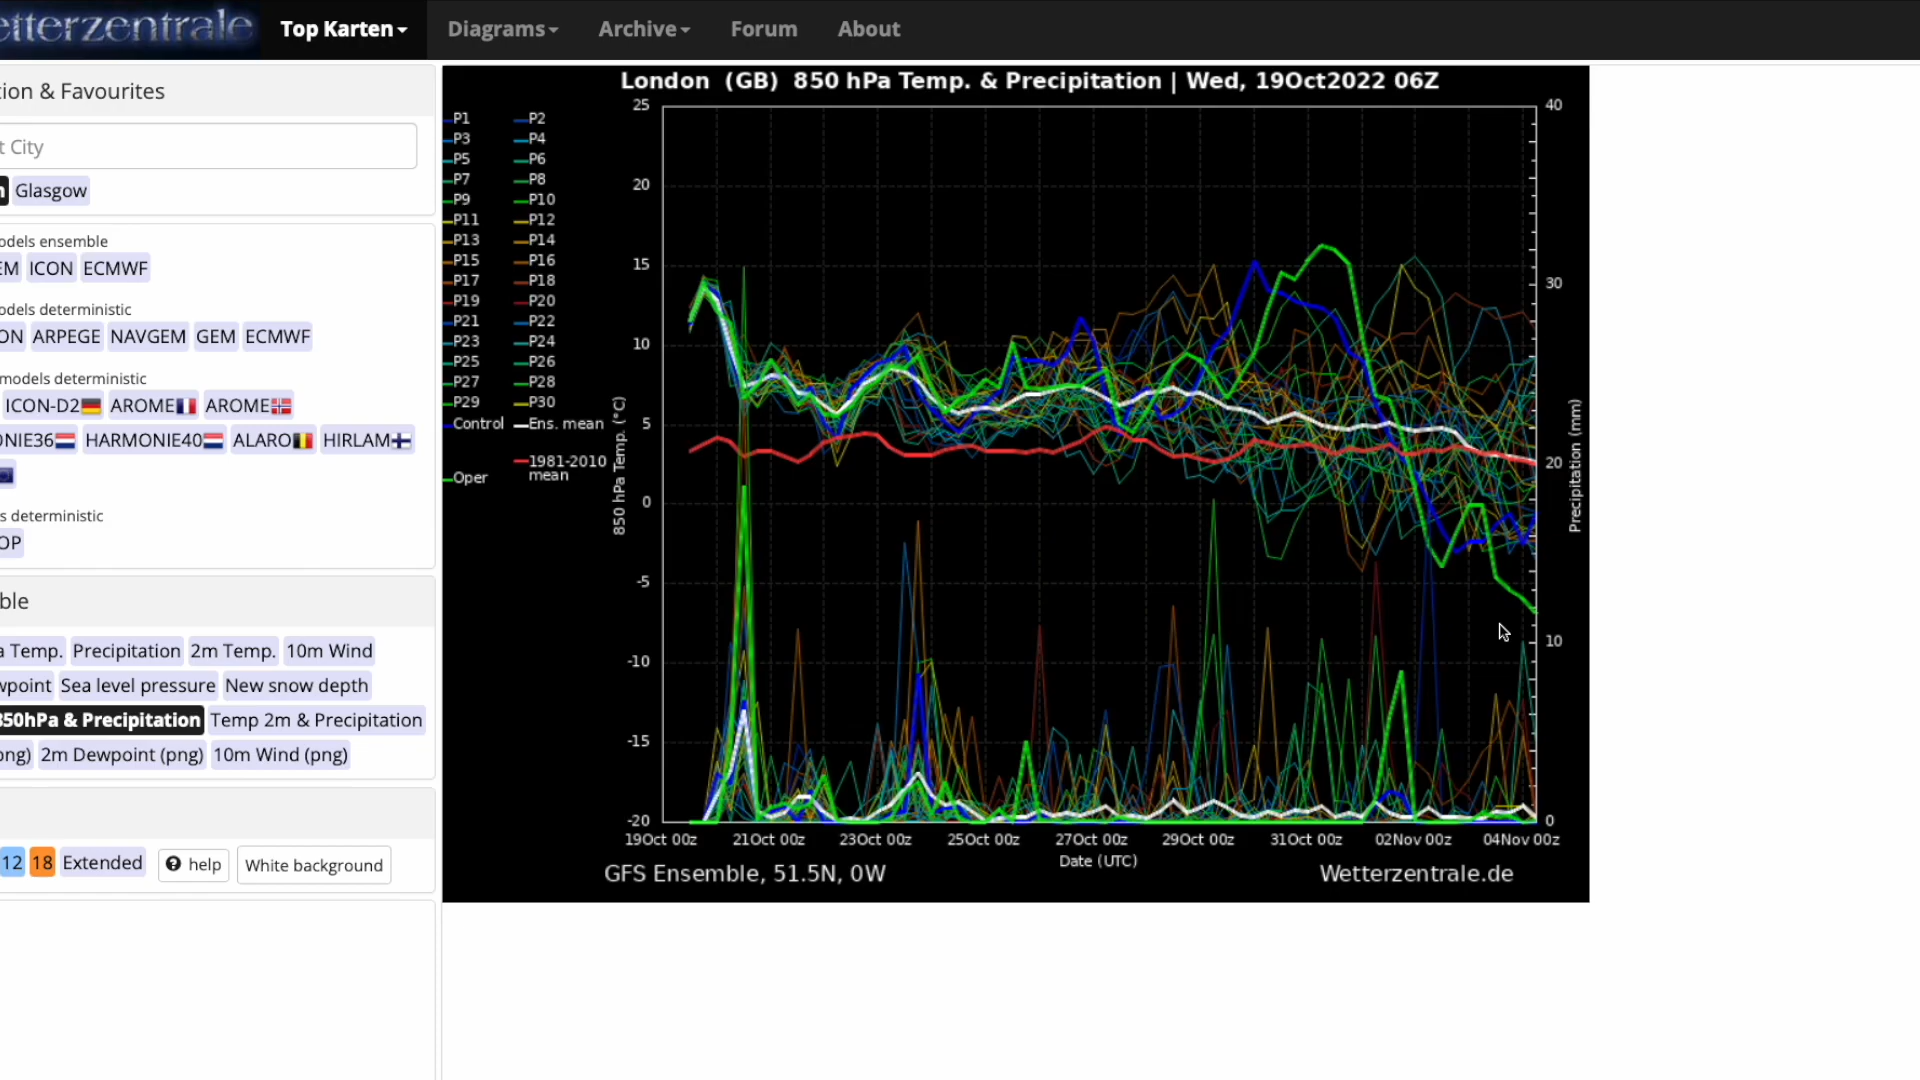 etterzentrale Top Karten Diagrams Archive Forum About
tion & Favourites
t City
n Glasgow
odels ensemble
EM ICON ECMWF
odels deterministic
ON ARPEGE NAVGEM GEM ECMWF
models deterministic
ICON-D2 AROME AROME
ONIE36 HARMONIE40 ALARO HIRLAM
s deterministic
OP
ble
a Temp. Precipitation 2m Temp. 10m Wind
wpoint Sea level pressure New snow depth
850hPa & Precipitation Temp 2m & Precipitation
png) 2m Dewpoint (png) 10m Wind (png)
12 18 Extended help White background
London (GB) 850 hPa Temp. & Precipitation | Wed, 19Oct2022 06Z
P1 P2
P3 P4
P5 P6
P7 P8
P9 P10
P11 P12
P13 P14
P15 P16
P17 P18
P19 P20
P21 P22
P23 P24
P25 P26
P27 P28
P29 P30
Control Ens. mean
Oper 1981-2010
mean
850 hPa Temp. (°C)
25
20
15
10
5
0
-5
-10
-15
-20
40
30
20
10
0
Precipitation (mm)
19Oct 00z 21Oct 00z 23Oct 00z 25Oct 00z 27Oct 00z 29Oct 00z 31Oct 00z 02Nov 00z 04Nov 00z
Date (UTC)
GFS Ensemble, 51.5N, 0W Wetterzentrale.de